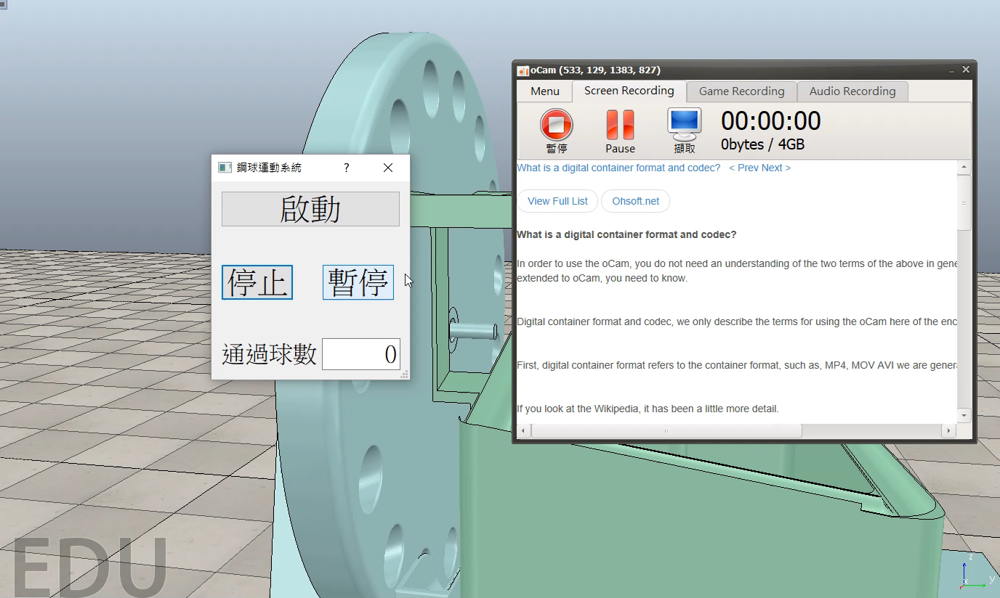 鋼球運動系統
?
啟動
停止
暫停
通過球數
0
oCam (533, 129, 1383, 827)
Menu
Screen Recording
Game Recording
Audio Recording
暫停
Pause
擷取
00:00:00
0bytes / 4GB
What is a digital container format and codec? < Prev Next >
View Full List
Ohsoft.net
What is a digital container format and codec?
In order to use the oCam, you do not need an understanding of the two terms of the above in gene
extended to oCam, you need to know.
Digital container format and codec, we only describe the terms for using the oCam here of the enc
First, digital container format refers to the container format, such as, MP4, MOV AVI we are genera
If you look at the Wikipedia, it has been a little more detail.
EDU
z
x
y